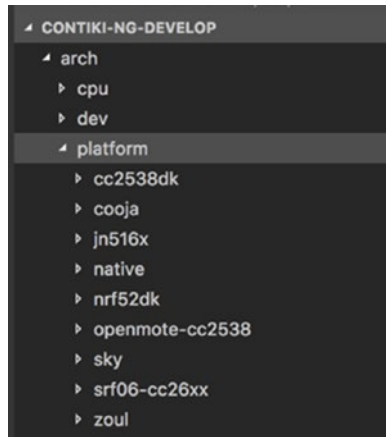 CONTIKI-NG-DEVELOP
arch
cpu
dev
platform
cc2538dk
cooja
jn516x
native
nrf52dk
openmote-cc2538
sky
srf06-cc26xx
zoul